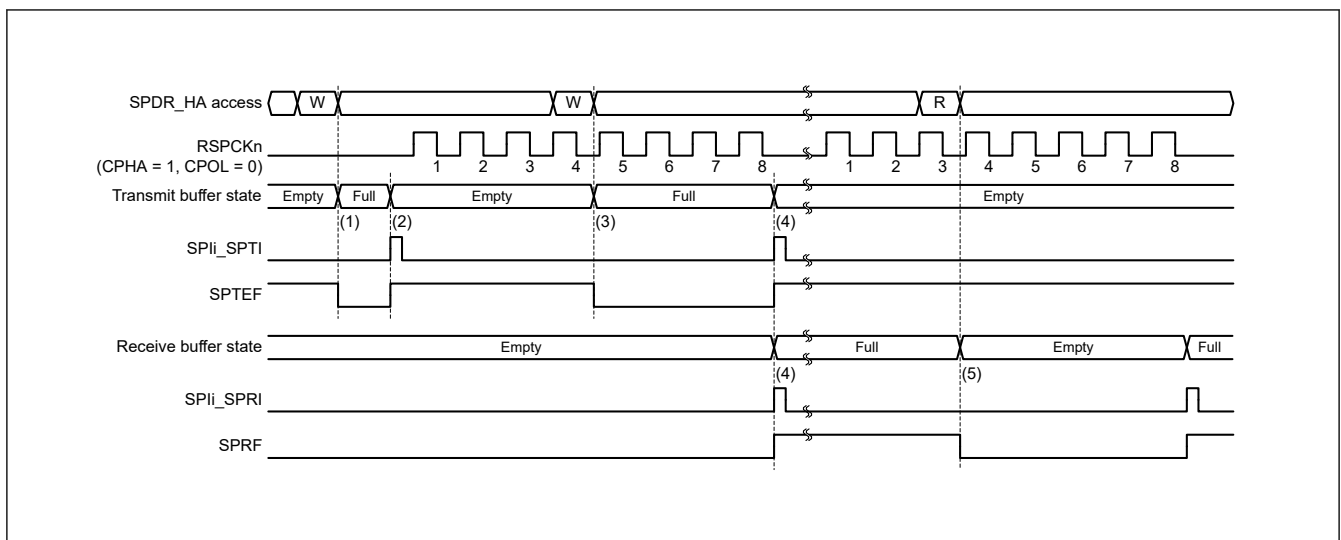 SPDR_HA access W W R
RSPCKn
(CPHA = 1, CPOL = 0) 1 2 3 4 5 6 7 8 1 2 3 4 5 6 7 8
Transmit buffer state Empty Full Empty Full Empty
(1) (2) (3) (4)
SPIi_SPTI
SPTEF
Receive buffer state Empty Full Empty Full
(4) (5)
SPIi_SPRI
SPRF